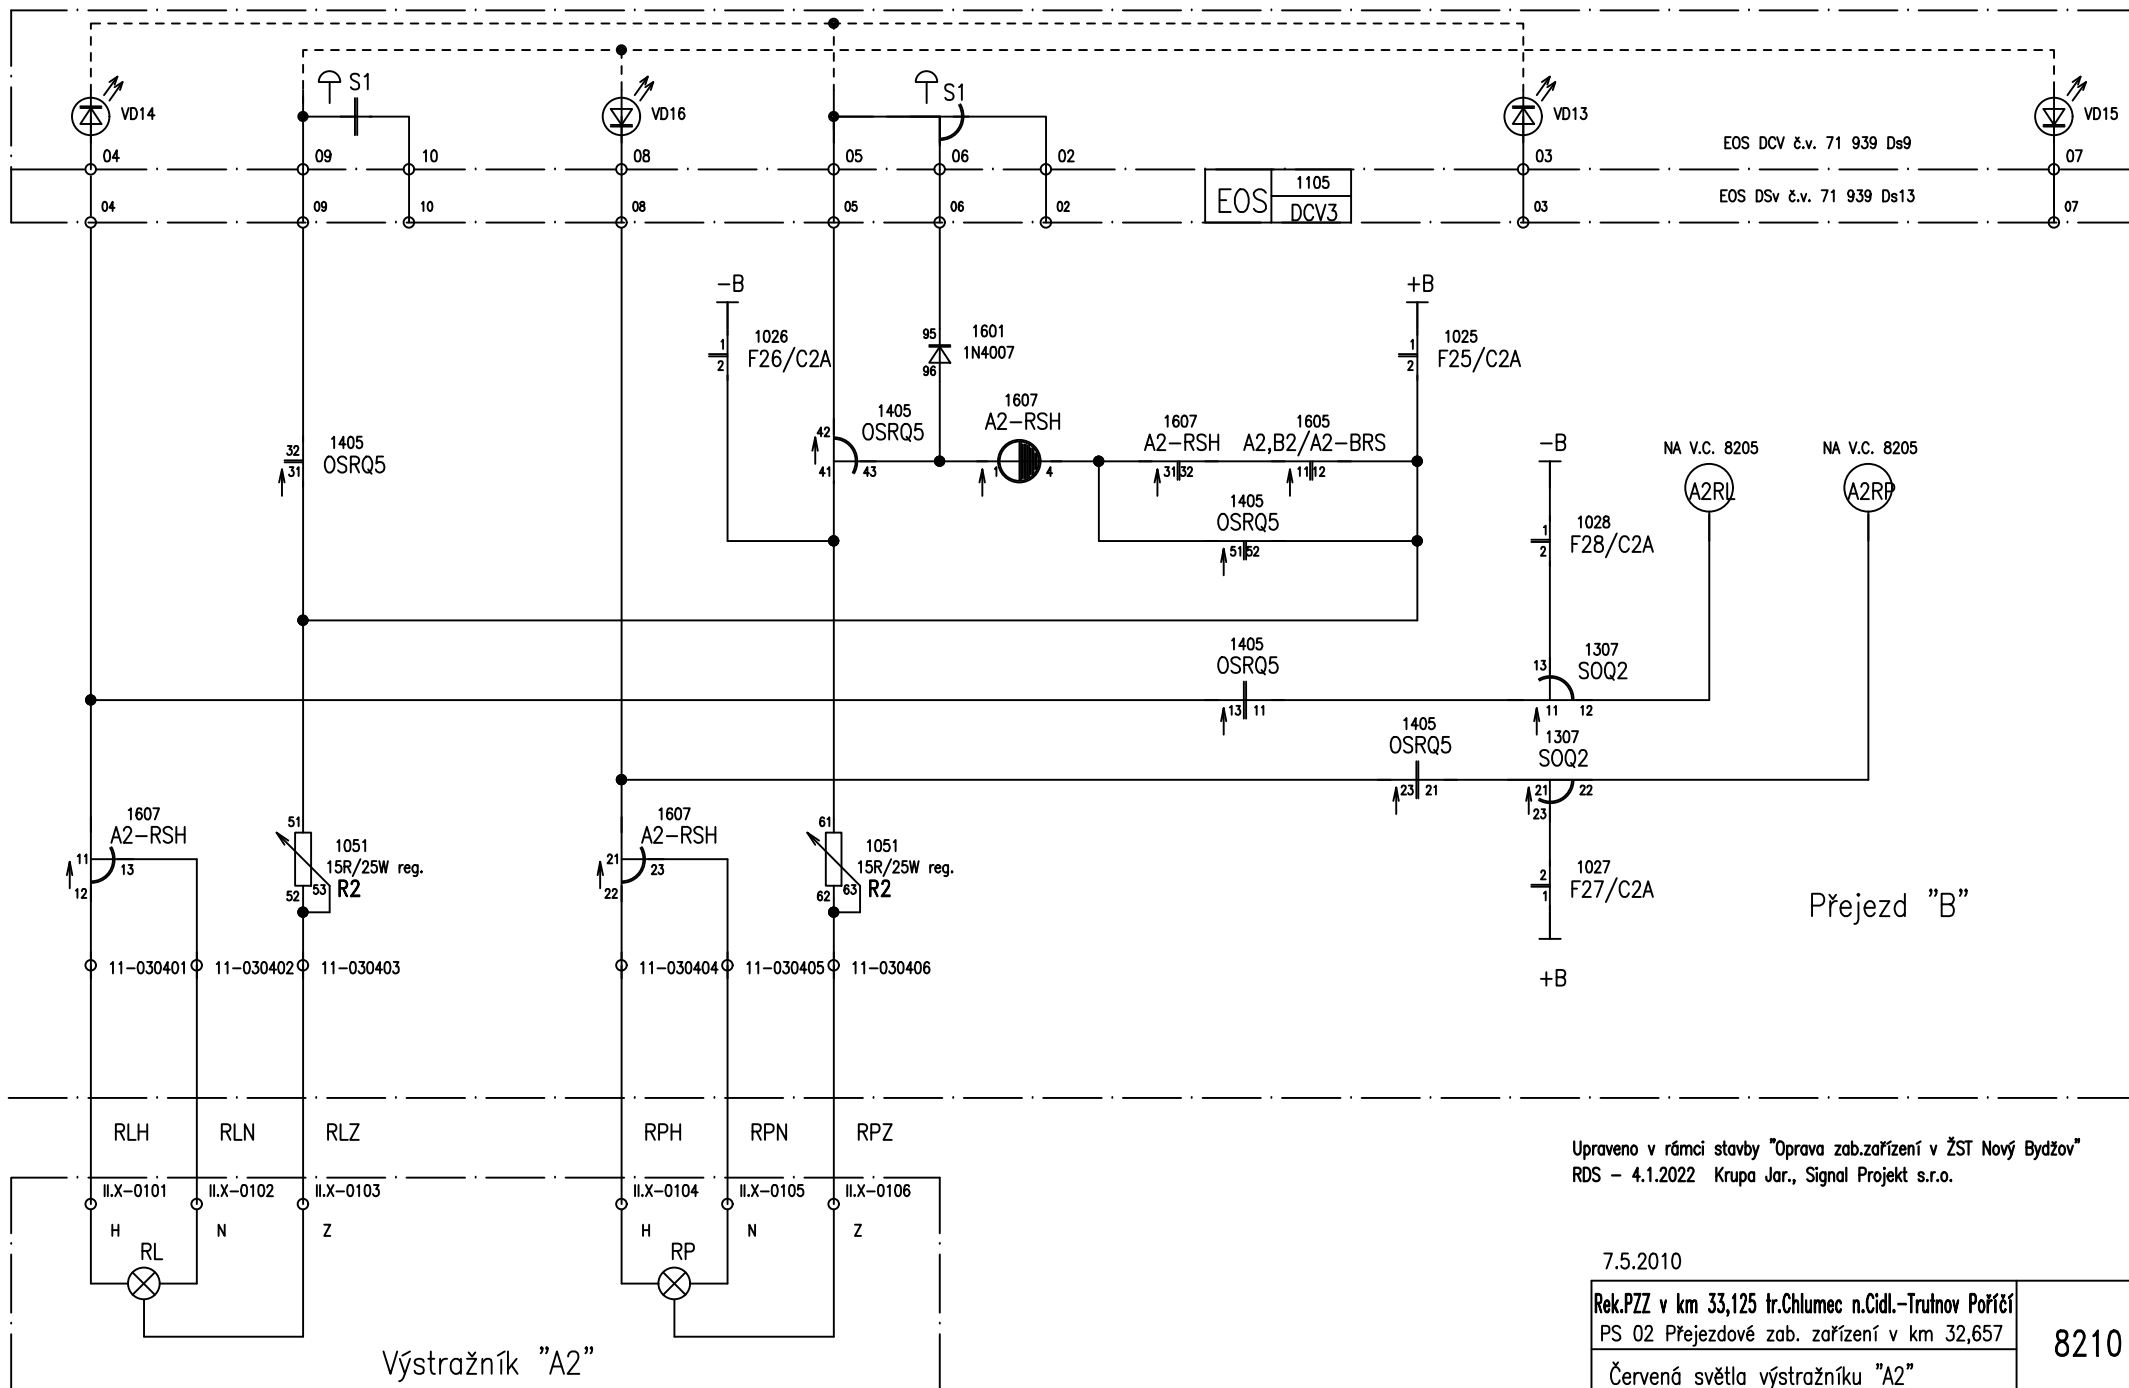 S1
S1
VD14
VD16
VD13
VD15
EOS DCV č.v. 71 939 Ds9
04
09
10
08
05
06
02
03
07
EOS
1105
DCV3
EOS DSv č.v. 71 939 Ds13
04
09
10
08
05
06
02
03
07
-B
+B
1
2
1026
F26/C2A
95
96
1601
1N4007
1
2
1025
F25/C2A
32
31
1405
OSRQ5
42
41
43
1405
OSRQ5
1607
A2-RSH
1
4
1607
A2-RSH
31
32
1605
A2,B2/A2-BRS
11
12
1405
OSRQ5
51
52
-B
NA V.C. 8205
A2RL
NA V.C. 8205
A2RP
1
2
1028
F28/C2A
1405
OSRQ5
13
11
13
1307
SOQ2
11
12
1405
OSRQ5
23
21
1307
SOQ2
21
22
23
1607
A2-RSH
11
13
12
51
1051
15R/25W reg.
52
53
R2
1607
A2-RSH
21
23
22
61
1051
15R/25W reg.
62
63
R2
2
1
1027
F27/C2A
+B
Přejezd "B"
11-030401
11-030402
11-030403
11-030404
11-030405
11-030406
RLH
RLN
RLZ
RPH
RPN
RPZ
Upraveno v rámci stavby "Oprava zab.zařízení v ŽST Nový Bydžov"
RDS - 4.1.2022 Krupa Jar., Signal Projekt s.r.o.
II.X-0101
II.X-0102
II.X-0103
II.X-0104
II.X-0105
II.X-0106
H
N
Z
H
N
Z
RL
RP
Výstražník "A2"
7.5.2010
Rek.PZZ v km 33,125 tr.Chlumec n.Cidl.-Trutnov Poříčí
PS 02 Přejezdové zab. zařízení v km 32,657
8210
Červená světla výstražníku "A2"